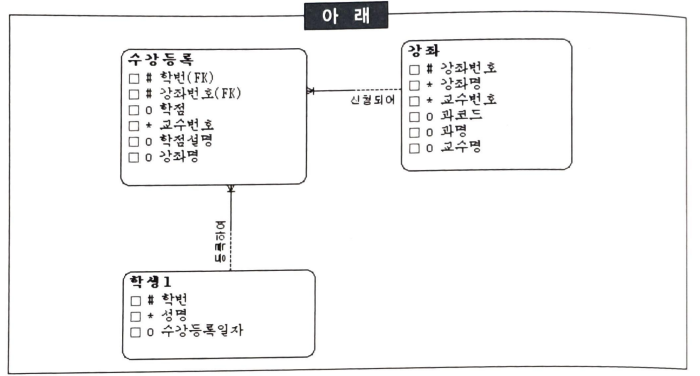 아 래
수강등록
# 학번(FK)
# 강좌번호(FK)
o 학점
* 교수번호
o 학점설명
o 강좌명
신청되어
강좌
# 강좌번호
* 강좌명
* 교수번호
o 과코드
o 과명
o 교수명
등록하여
학생1
# 학번
* 성명
o 수강등록일자